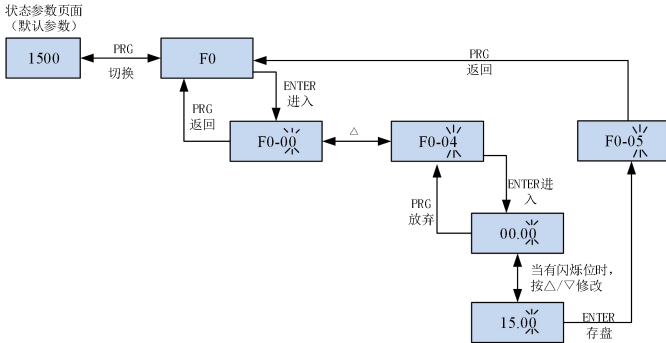 状态参数页面
（默认参数）
1500
PRG
切换
F0
PRG
返回
ENTER
进入
PRG
返回
F0-00
△
F0-04
F0-05
ENTER进
入
PRG
放弃
00.00
当有闪烁位时，
按△/▽修改
15.00
ENTER
存盘